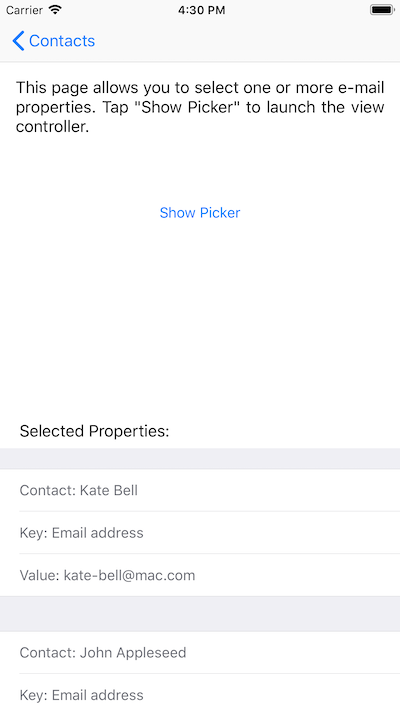 Carrier 4:30 PM
Contacts
This page allows you to select one or more e-mail
properties. Tap "Show Picker" to launch the view
controller.
Show Picker
Selected Properties:
Contact: Kate Bell
Key: Email address
Value: kate-bell@mac.com
Contact: John Appleseed
Key: Email address